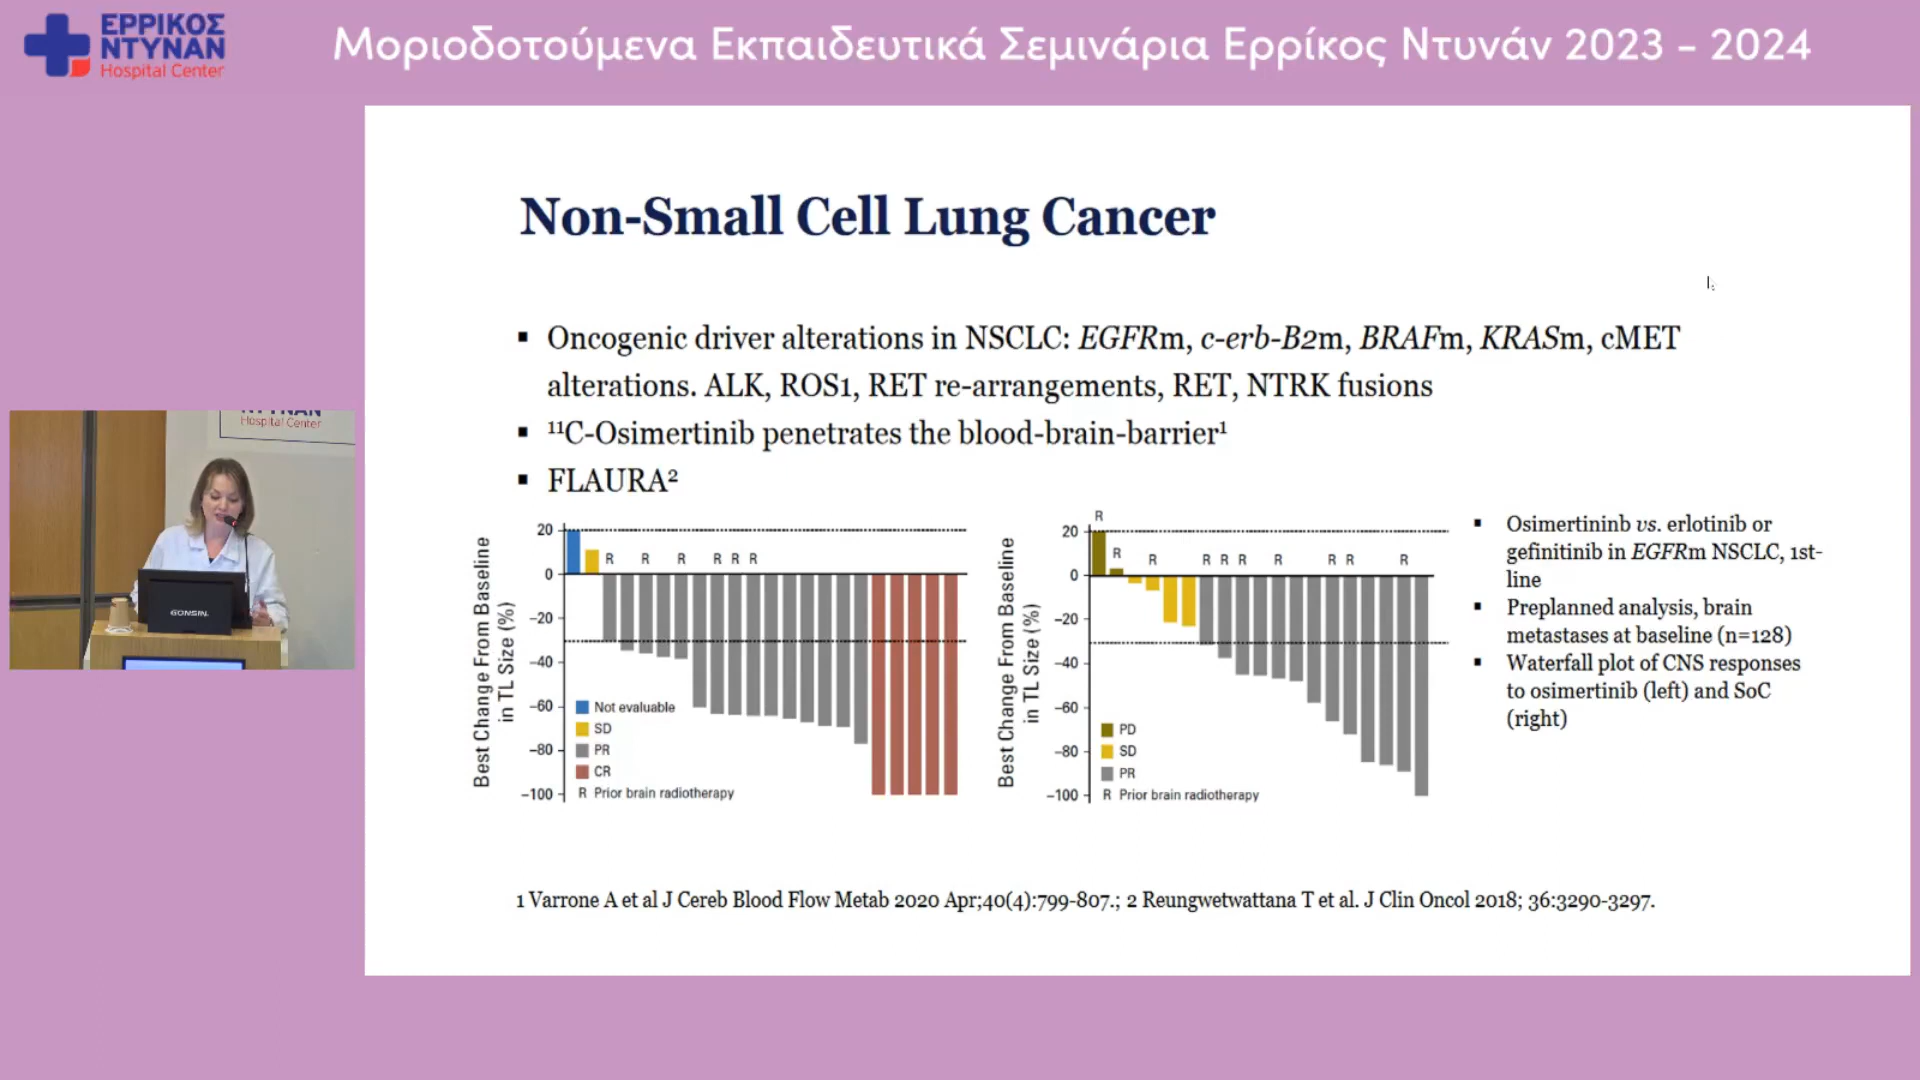 ΕΡΡΙΚΟΣ
ΝΤΥΝΑΝ
Hospital Center
Μοριοδοτούμενα Εκπαιδευτικά Σεμινάρια Ερρίκος Ντυνάν 2023 – 2024
Non-Small Cell Lung Cancer
▪ Oncogenic driver alterations in NSCLC: EGFRm, c-erb-B2m, BRAFm, KRASm, cMET
alterations. ALK, ROS1, RET re-arrangements, RET, NTRK fusions
▪ ¹¹C-Osimertinib penetrates the blood-brain-barrier¹
▪ FLAURA²
Best Change From Baseline
in TL Size (%)
20
0
–20
–40
–60
–80
–100
R R R R R R
Not evaluable
SD
PR
CR
R Prior brain radiotherapy
Best Change From Baseline
in TL Size (%)
20
0
–20
–40
–60
–80
–100
R
R
R R R R R R R R
PD
SD
PR
R Prior brain radiotherapy
▪ Osimertininb vs. erlotinib or
gefinitinib in EGFRm NSCLC, 1st-
line
▪ Preplanned analysis, brain
metastases at baseline (n=128)
▪ Waterfall plot of CNS responses
to osimertinib (left) and SoC
(right)
1 Varrone A et al J Cereb Blood Flow Metab 2020 Apr;40(4):799-807.; 2 Reungwetwattana T et al. J Clin Oncol 2018; 36:3290-3297.
ΝΤΥΝΑΝ
Hospital Center
GONSIN